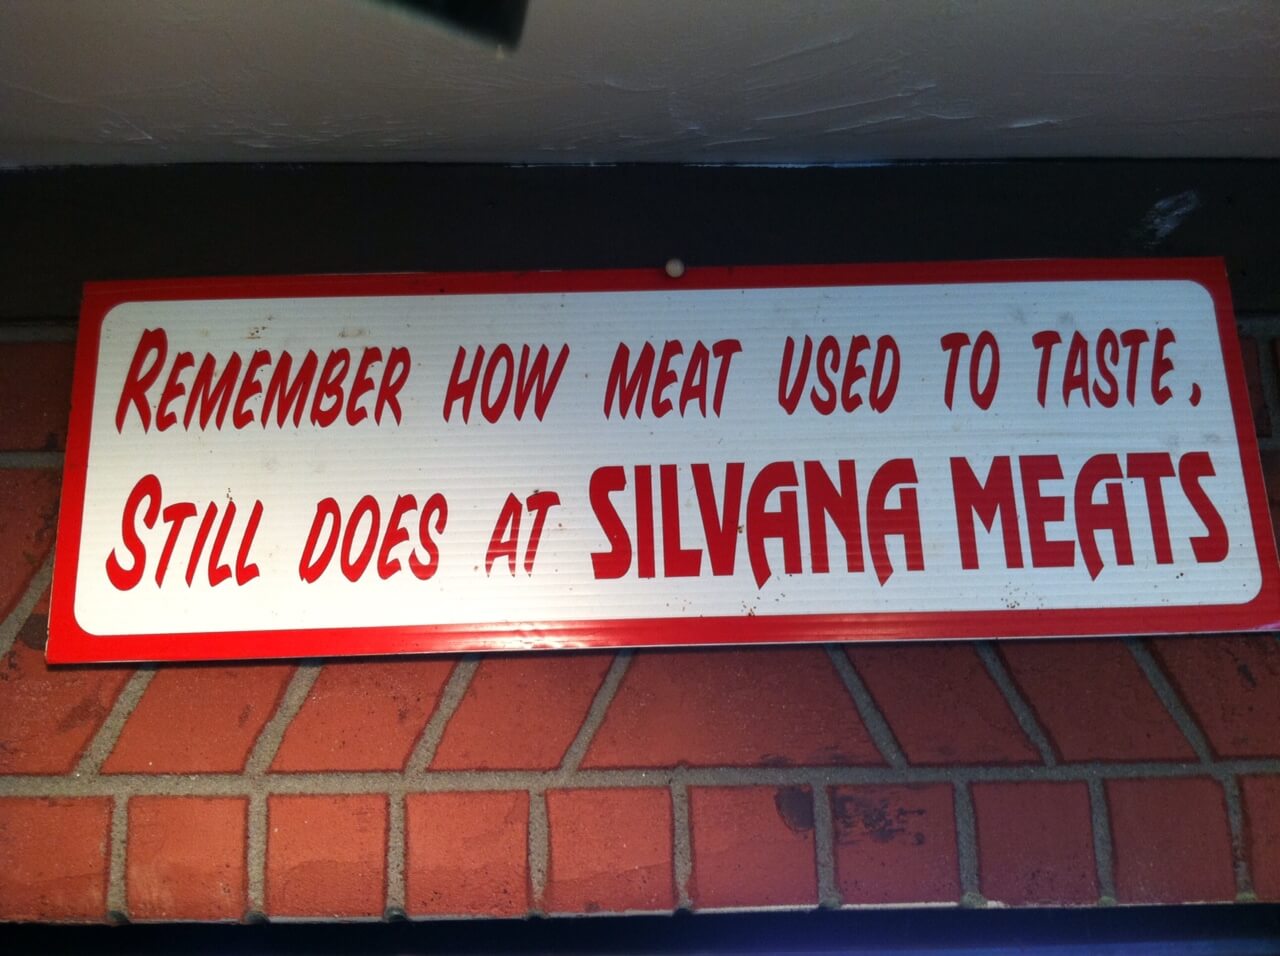 Remember how meat used to taste,
Still does at SILVANA MEATS